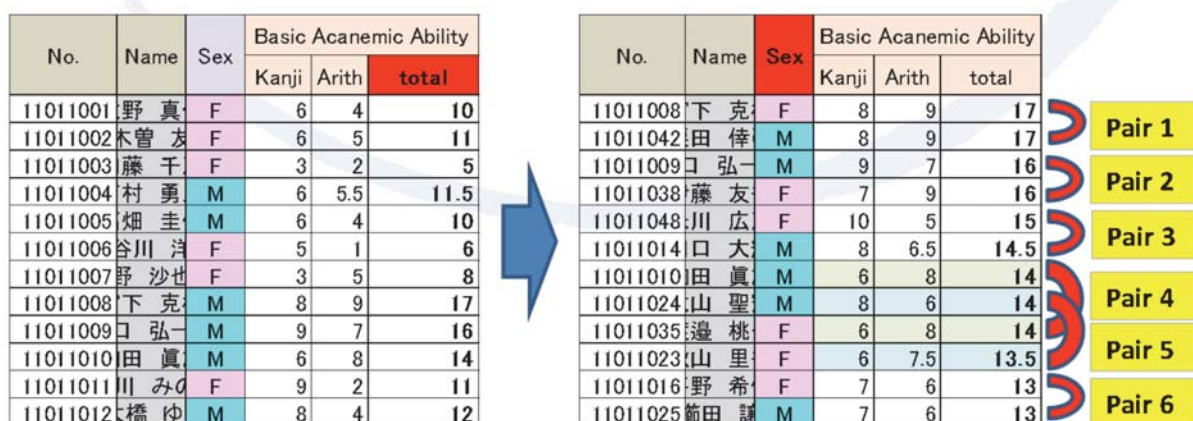 No. Name Sex Basic Acanemic Ability
Kanji Arith total
11011001 野 真 F 6 4 10
11011002 木曽 友 F 6 5 11
11011003 藤 千 F 3 2 5
11011004 村 勇 M 6 5.5 11.5
11011005 畑 圭 M 6 4 10
11011006 谷川 洋 F 5 1 6
11011007 野 沙也 F 3 5 8
11011008 下 克 M 8 9 17
11011009 口 弘一 M 9 7 16
11011010 田 眞 M 6 8 14
11011011 川 みの F 9 2 11
11011012 橋 ゆ M 8 4 12
No. Name Sex Basic Acanemic Ability
Kanji Arith total
11011008 下 克 F 8 9 17
11011042 田 倖 M 8 9 17
11011009 口 弘一 M 9 7 16
11011038 藤 友 F 7 9 16
11011048 川 広 F 10 5 15
11011014 口 大 M 8 6.5 14.5
11011010 田 眞 M 6 8 14
11011024 山 聖 M 8 6 14
11011035 邉 桃 F 6 8 14
11011023 山 里 F 6 7.5 13.5
11011016 野 希 F 7 6 13
11011025 田 譲 M 7 6 13
Pair 1
Pair 2
Pair 3
Pair 4
Pair 5
Pair 6